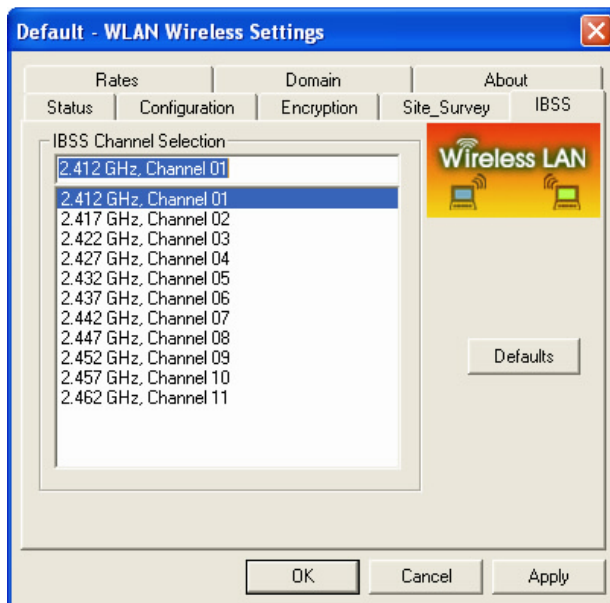 Default - WLAN Wireless Settings
Rates Domain About
Status Configuration Encryption Site_Survey IBSS
IBSS Channel Selection
2.412 GHz, Channel 01
2.412 GHz, Channel 01
2.417 GHz, Channel 02
2.422 GHz, Channel 03
2.427 GHz, Channel 04
2.432 GHz, Channel 05
2.437 GHz, Channel 06
2.442 GHz, Channel 07
2.447 GHz, Channel 08
2.452 GHz, Channel 09
2.457 GHz, Channel 10
2.462 GHz, Channel 11
Wireless LAN
Defaults
OK Cancel Apply